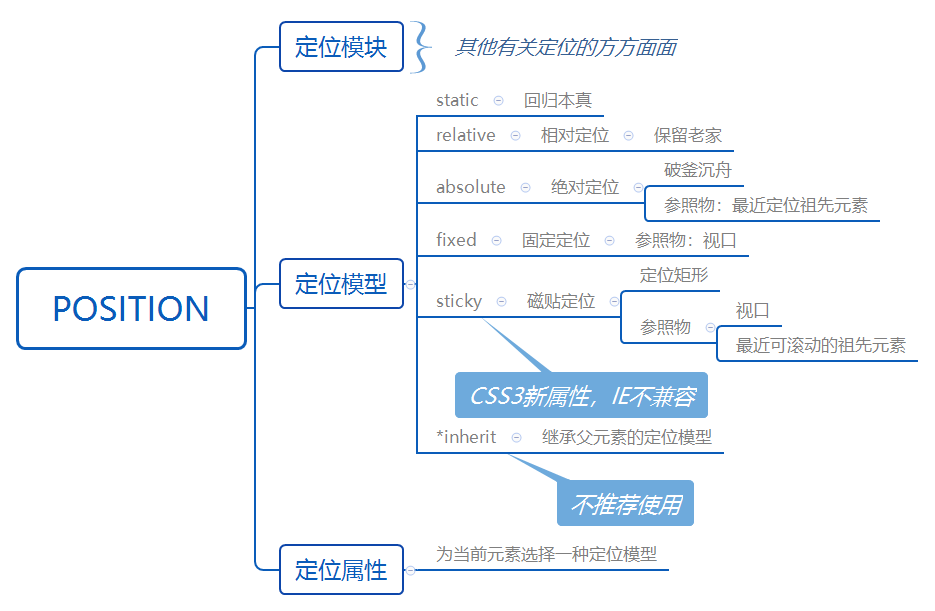 POSITION
定位模块
其他有关定位的方方面面
定位模型
static 回归本真
relative 相对定位 保留老家
absolute 绝对定位
破釜沉舟
参照物：最近定位祖先元素
fixed 固定定位 参照物：视口
sticky 磁贴定位
定位矩形
参照物
视口
最近可滚动的祖先元素
CSS3新属性，IE不兼容
*inherit 继承父元素的定位模型
不推荐使用
定位属性
为当前元素选择一种定位模型